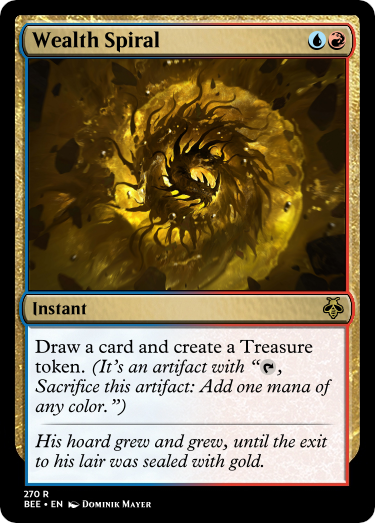 Wealth Spiral
Instant
Draw a card and create a Treasure
token. (It's an artifact with “,
Sacrifice this artifact: Add one mana of
any color.”)
His hoard grew and grew, until the exit
to his lair was sealed with gold.
270 R
BEE • EN Dominik Mayer